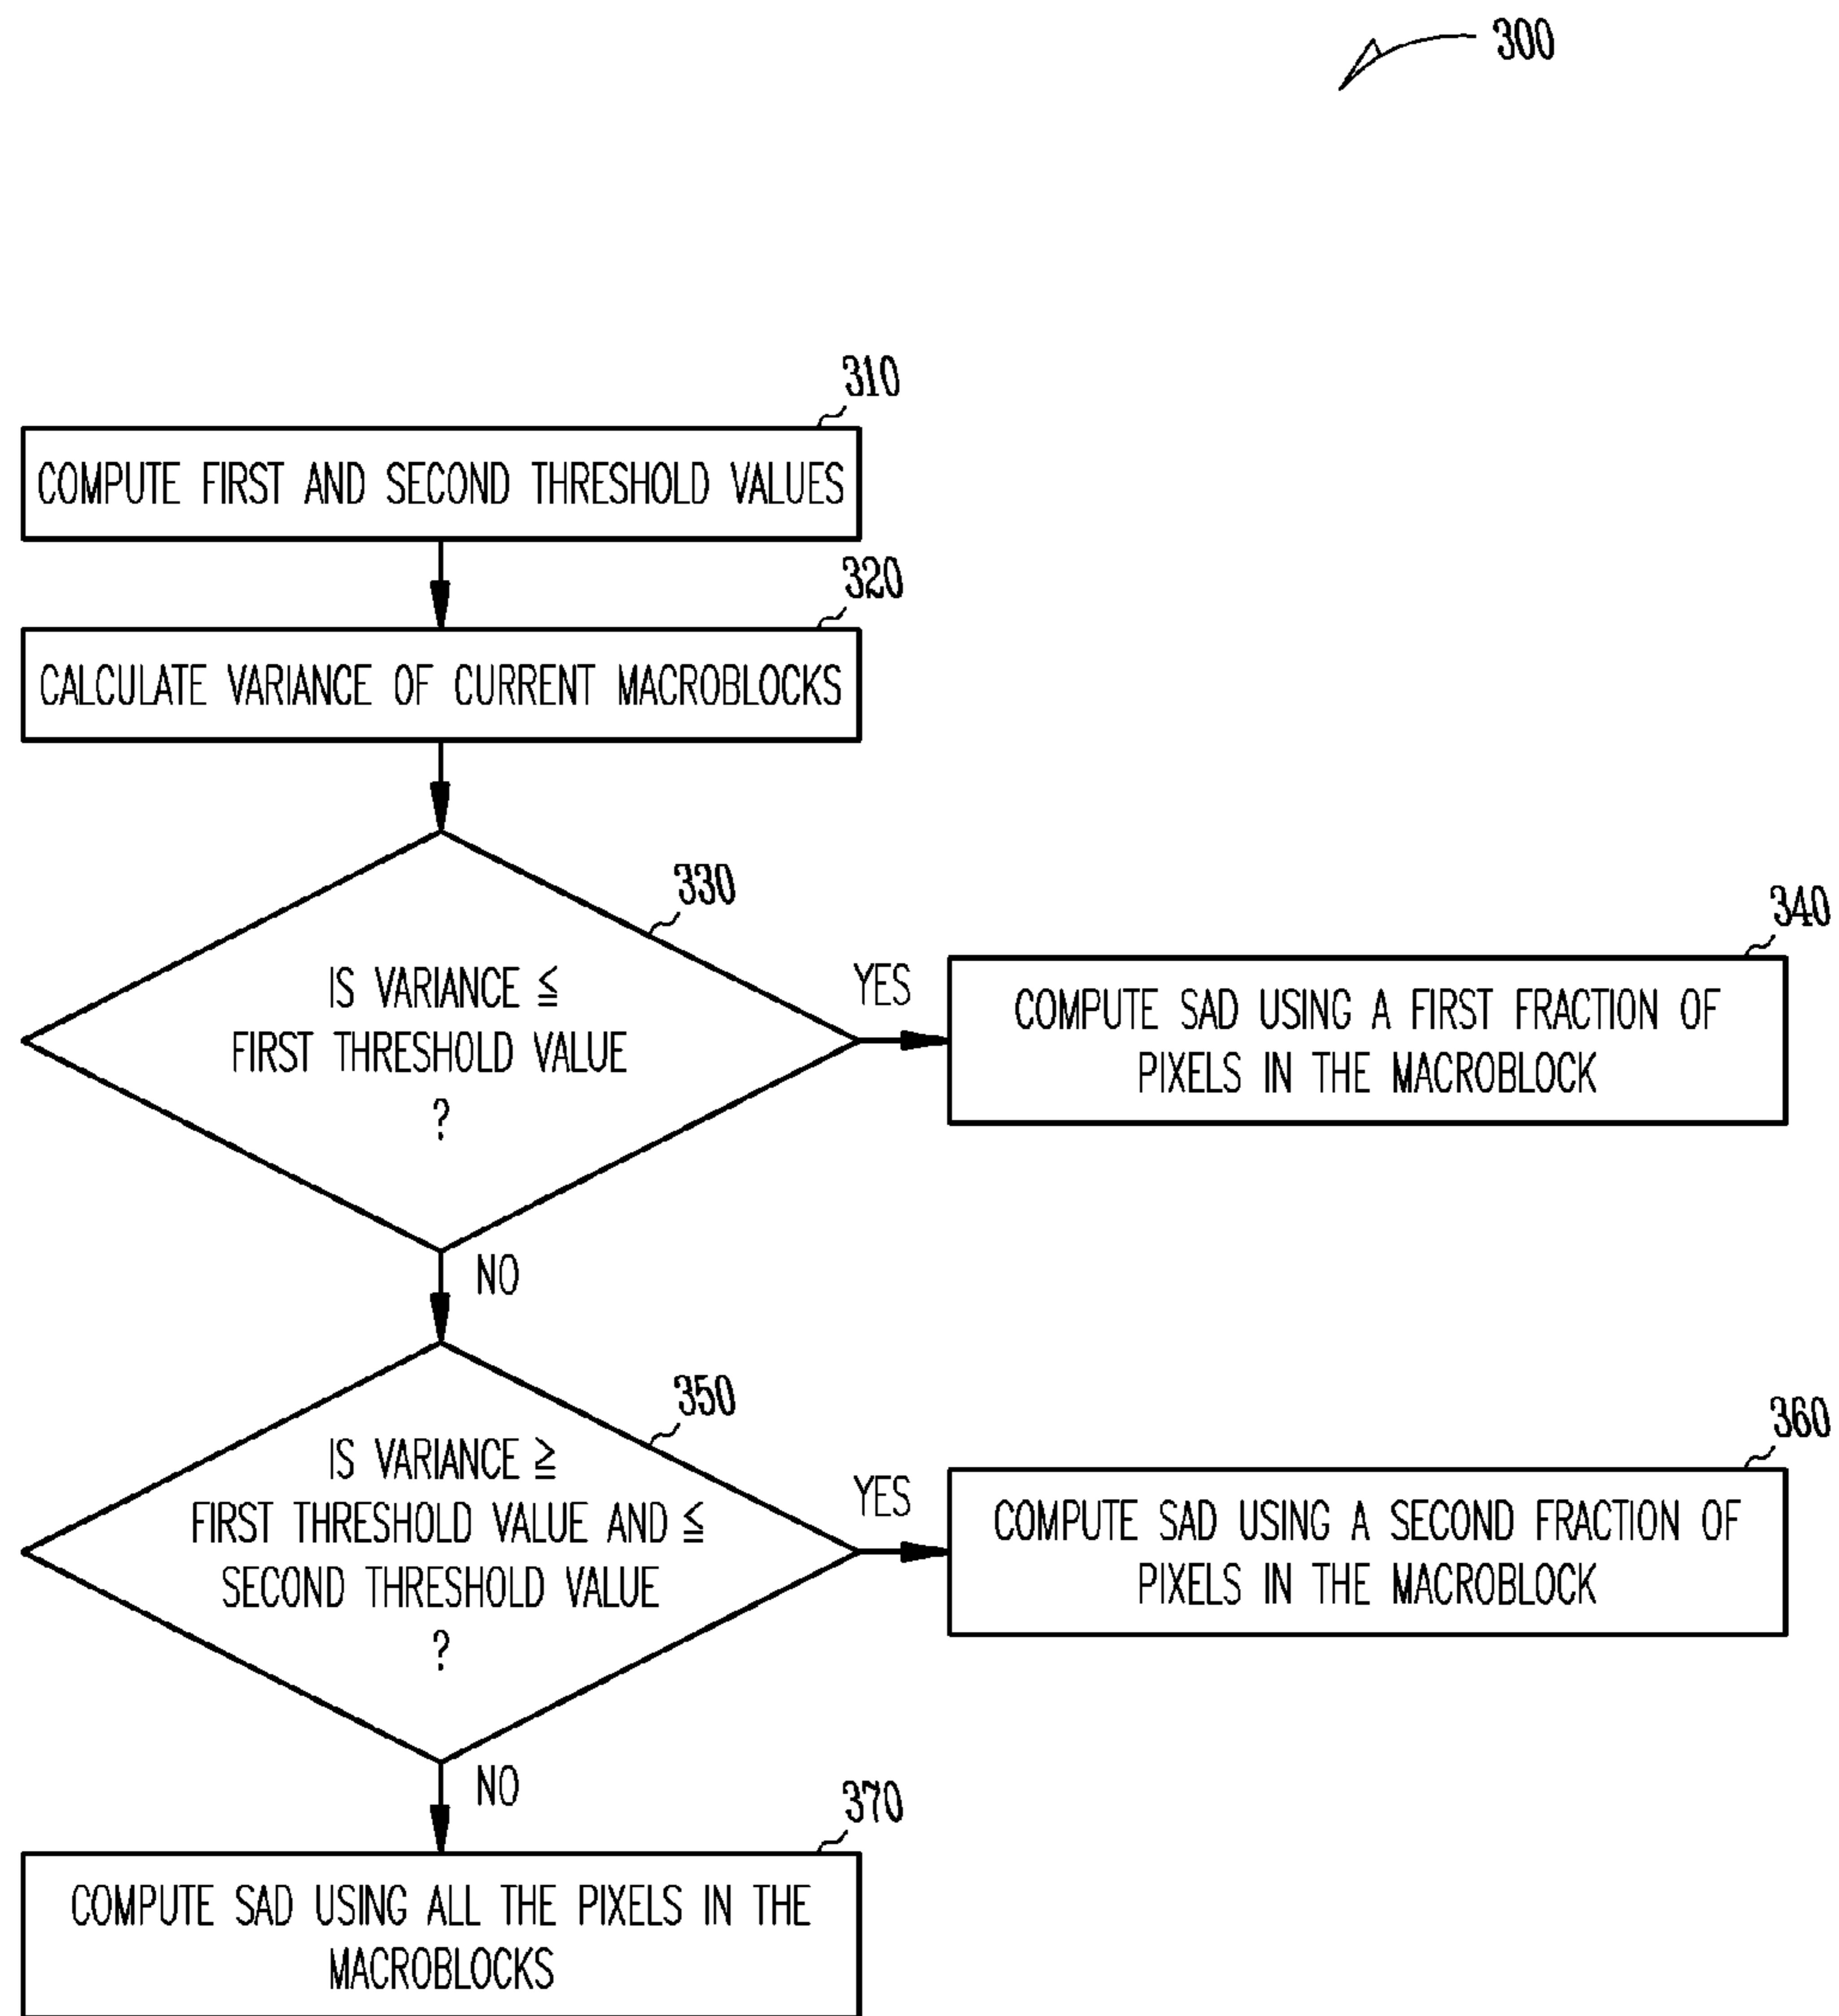 300
310
COMPUTE FIRST AND SECOND THRESHOLD VALUES
320
CALCULATE VARIANCE OF CURRENT MACROBLOCKS
330
IS VARIANCE ≦
FIRST THRESHOLD VALUE
?
YES
340
COMPUTE SAD USING A FIRST FRACTION OF
PIXELS IN THE MACROBLOCK
NO
350
IS VARIANCE ≧
FIRST THRESHOLD VALUE AND ≦
SECOND THRESHOLD VALUE
?
YES
360
COMPUTE SAD USING A SECOND FRACTION OF
PIXELS IN THE MACROBLOCK
NO
370
COMPUTE SAD USING ALL THE PIXELS IN THE
MACROBLOCKS